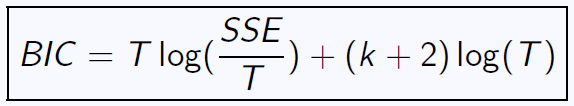 BIC = T log(SSE/T) + (k + 2) log(T)